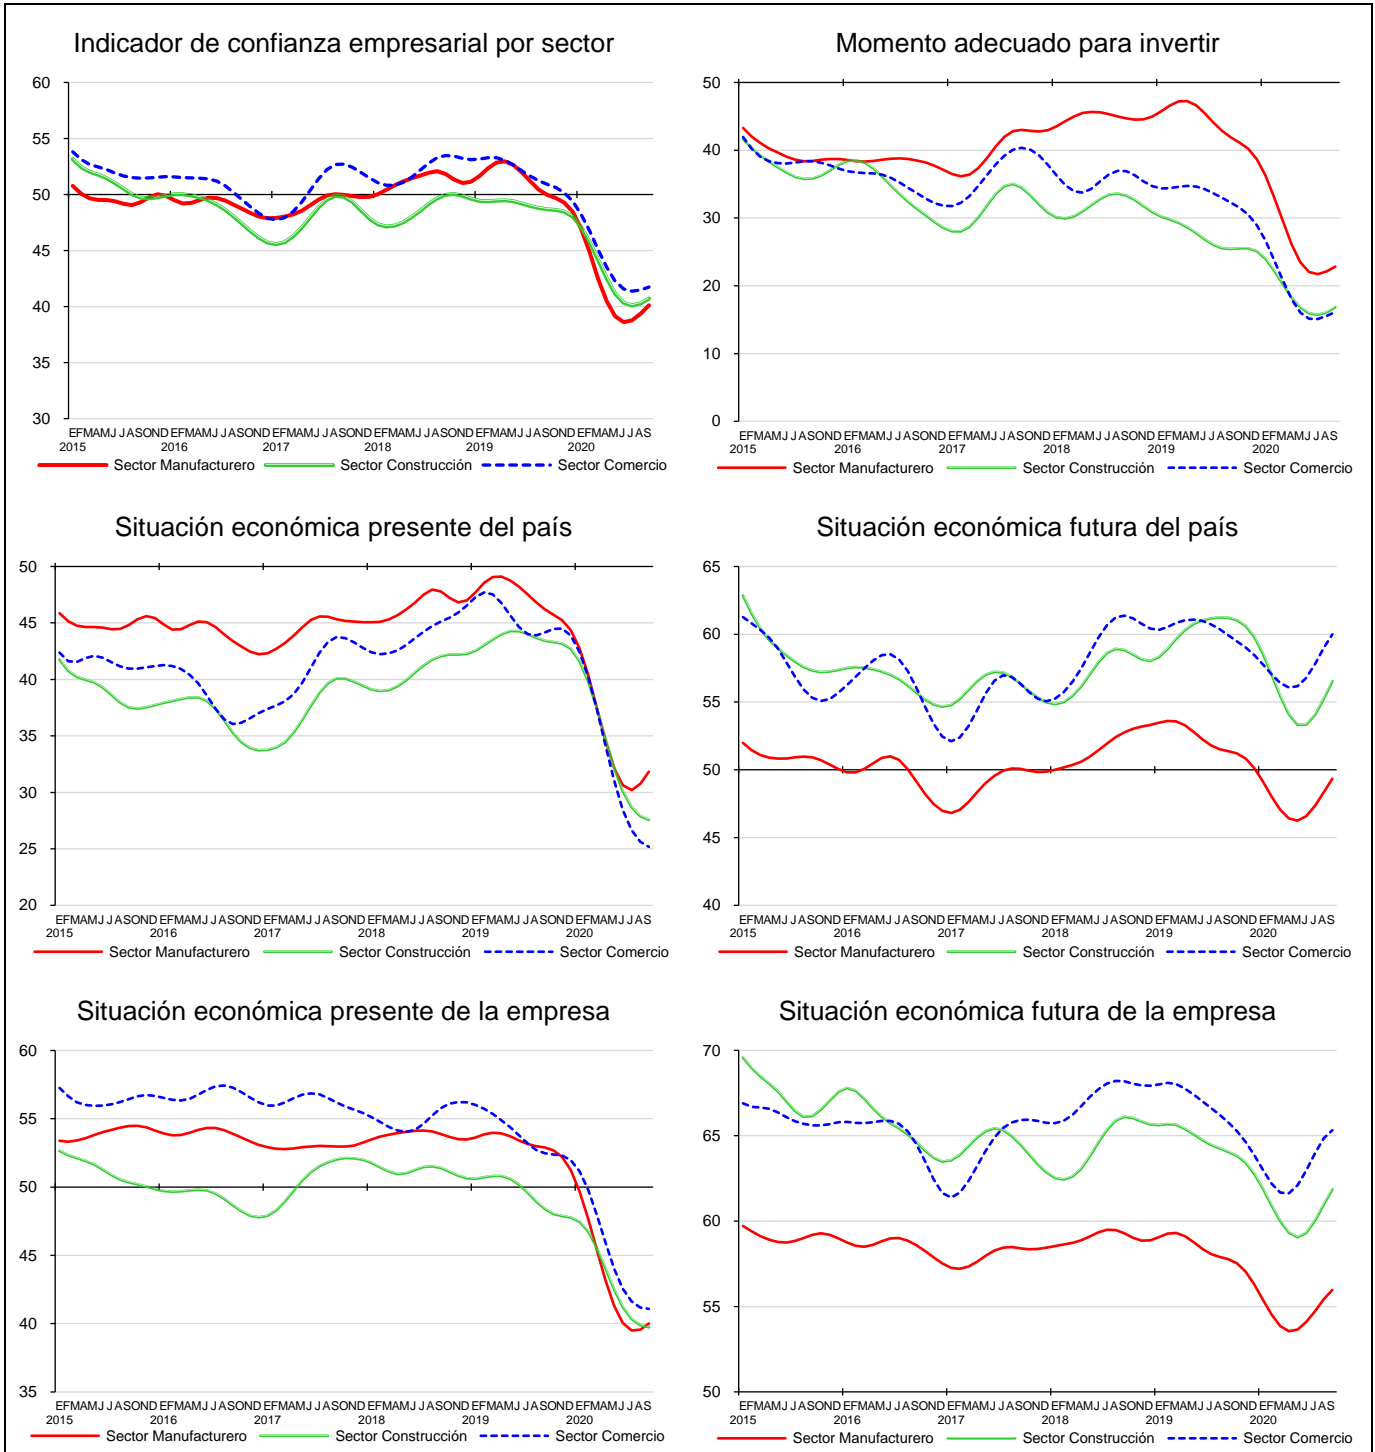 Indicador de confianza empresarial por sector
60
55
50
45
40
35
30
EFMAMJ JASOND EFMAMJ JASOND EFMAMJ JASOND EFMAMJ JASOND EFMAMJ JASOND EFMAMJ JAS
2015 2016 2017 2018 2019 2020
Sector Manufacturero Sector Construcción Sector Comercio
Momento adecuado para invertir
50
40
30
20
10
0
EFMAMJ JASOND EFMAMJ JASOND EFMAMJ JASOND EFMAMJ JASOND EFMAMJ JASOND EFMAMJ JAS
2015 2016 2017 2018 2019 2020
Sector Manufacturero Sector Construcción Sector Comercio
Situación económica presente del país
50
45
40
35
30
25
20
EFMAMJ JASOND EFMAMJ JASOND EFMAMJ JASOND EFMAMJ JASOND EFMAMJ JASOND EFMAMJ JAS
2015 2016 2017 2018 2019 2020
Sector Manufacturero Sector Construcción Sector Comercio
Situación económica futura del país
65
60
55
50
45
40
EFMAMJ JASOND EFMAMJ JASOND EFMAMJ JASOND EFMAMJ JASOND EFMAMJ JASOND EFMAMJ JAS
2015 2016 2017 2018 2019 2020
Sector Manufacturero Sector Construcción Sector Comercio
Situación económica presente de la empresa
60
55
50
45
40
35
EFMAMJ JASOND EFMAMJ JASOND EFMAMJ JASOND EFMAMJ JASOND EFMAMJ JASOND EFMAMJ JAS
2015 2016 2017 2018 2019 2020
Sector Manufacturero Sector Construcción Sector Comercio
Situación económica futura de la empresa
70
65
60
55
50
EFMAMJ JASOND EFMAMJ JASOND EFMAMJ JASOND EFMAMJ JASOND EFMAMJ JASOND EFMAMJ JAS
2015 2016 2017 2018 2019 2020
Sector Manufacturero Sector Construcción Sector Comercio